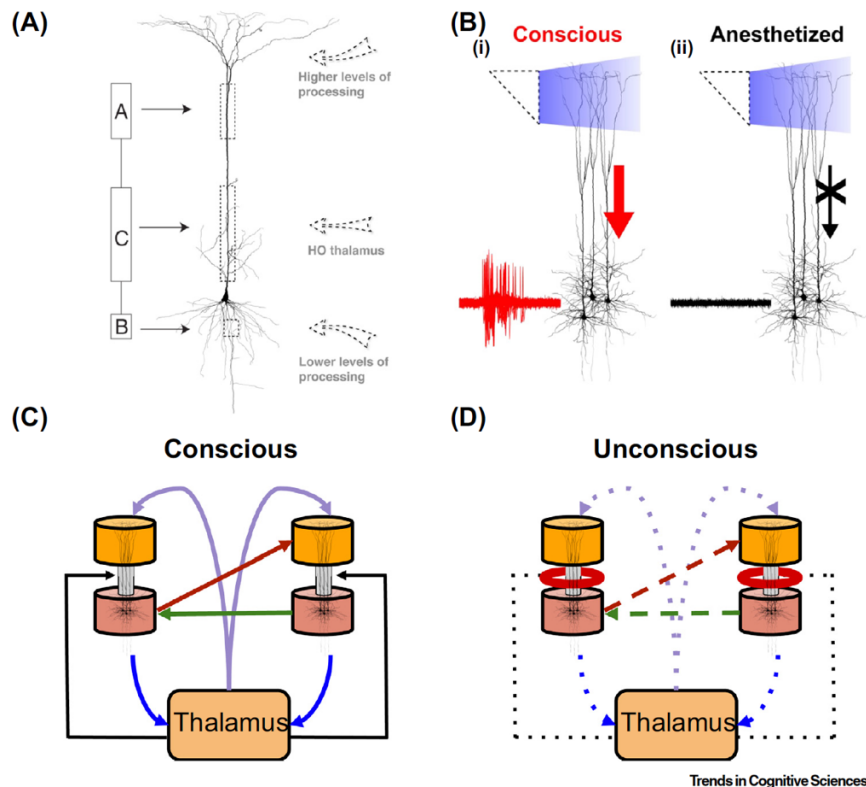 (A)
Higher levels of
processing
A
C
HO thalamus
B
Lower levels of
processing
(B)
(i)
Conscious
(ii)
Anesthetized
(C)
Conscious
Thalamus
(D)
Unconscious
Thalamus
Trends in Cognitive Sciences